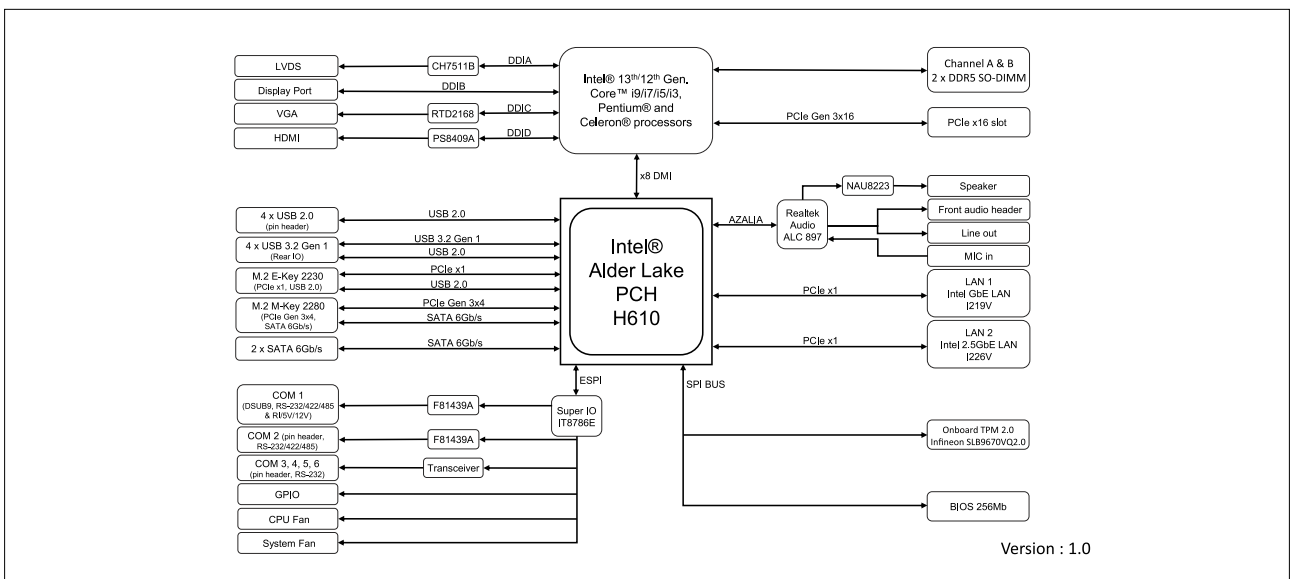 LVDS
CH7511B
DDIA
Display Port
DDIB
VGA
RTD2168
DDIC
HDMI
PS8409A
DDID
Intel® 13th/12th Gen.
Core™ i9/i7/i5/i3,
Pentium® and
Celeron® processors
Channel A & B
2 x DDR5 SO-DIMM
PCIe Gen 3x16
PCIe x16 slot
x8 DMI
4 x USB 2.0
(pin header)
USB 2.0
4 x USB 3.2 Gen 1
(Rear IO)
USB 3.2 Gen 1
USB 2.0
M.2 E-Key 2230
(PCIe x1, USB 2.0)
PCIe x1
USB 2.0
M.2 M-Key 2280
(PCIe Gen 3x4,
SATA 6Gb/s)
PCIe Gen 3x4
SATA 6Gb/s
2 x SATA 6Gb/s
SATA 6Gb/s
Intel®
Alder Lake
PCH
H610
AZALIA
Realtek
Audio
ALC 897
NAU8223
Speaker
Front audio header
Line out
MIC in
PCIe x1
LAN 1
Intel GbE LAN
I219V
PCIe x1
LAN 2
Intel 2.5GbE LAN
I226V
ESPI
SPI BUS
Super IO
IT8786E
COM 1
(DSUB9, RS-232/422/485
& RI/5V/12V)
F81439A
COM 2 (pin header,
RS-232/422/485)
F81439A
COM 3, 4, 5, 6
(pin header, RS-232)
Transceiver
GPIO
CPU Fan
System Fan
Onboard TPM 2.0
Infineon SLB9670VQ2.0
BIOS 256Mb
Version : 1.0